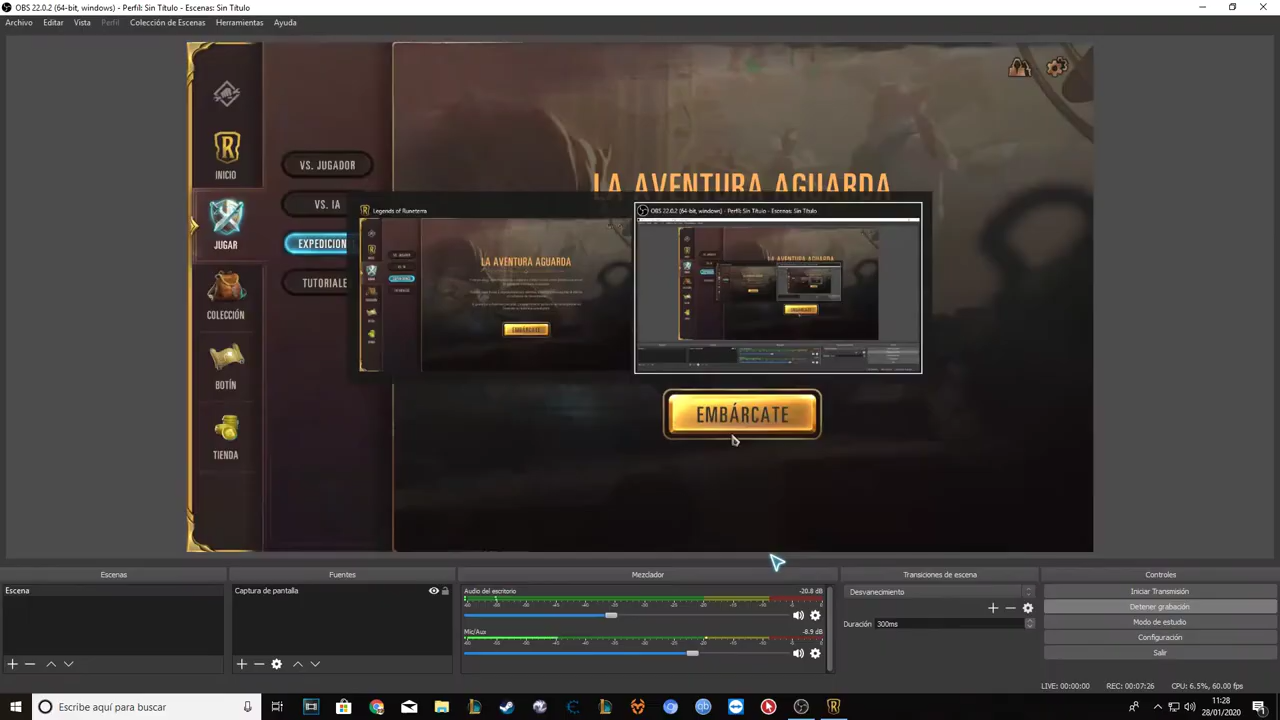 OBS 22.0.2 (64-bit, windows) - Perfil: Sin Título - Escenas: Sin Título
Archivo Editar Vista Perfil Colección de Escenas Herramientas Ayuda
INICIO
JUGAR
COLECCIÓN
BOTÍN
TIENDA
VS. JUGADOR
VS. IA
EXPEDICION
TUTORIALE
LA AVENTURA AGUARDA
Legends of Runeterra
LA AVENTURA AGUARDA
EMBÁRCATE
OBS 22.0.2 (64-bit, windows) - Perfil: Sin Título - Escenas: Sin Título
LA AVENTURA AGUARDA
EMBÁRCATE
Escenas
Escena
Fuentes
Captura de pantalla
Mezclador
Audio del escritorio -20.8 dB
Mic/Aux -8.9 dB
Transiciones de escena
Desvanecimiento
Duración 300ms
Controles
Iniciar Transmisión
Detener grabación
Modo de estudio
Configuración
Salir
LIVE: 00:00:00 REC: 00:07:26 CPU: 6.5%, 60.00 fps
Escribe aquí para buscar
11:28
28/01/2020